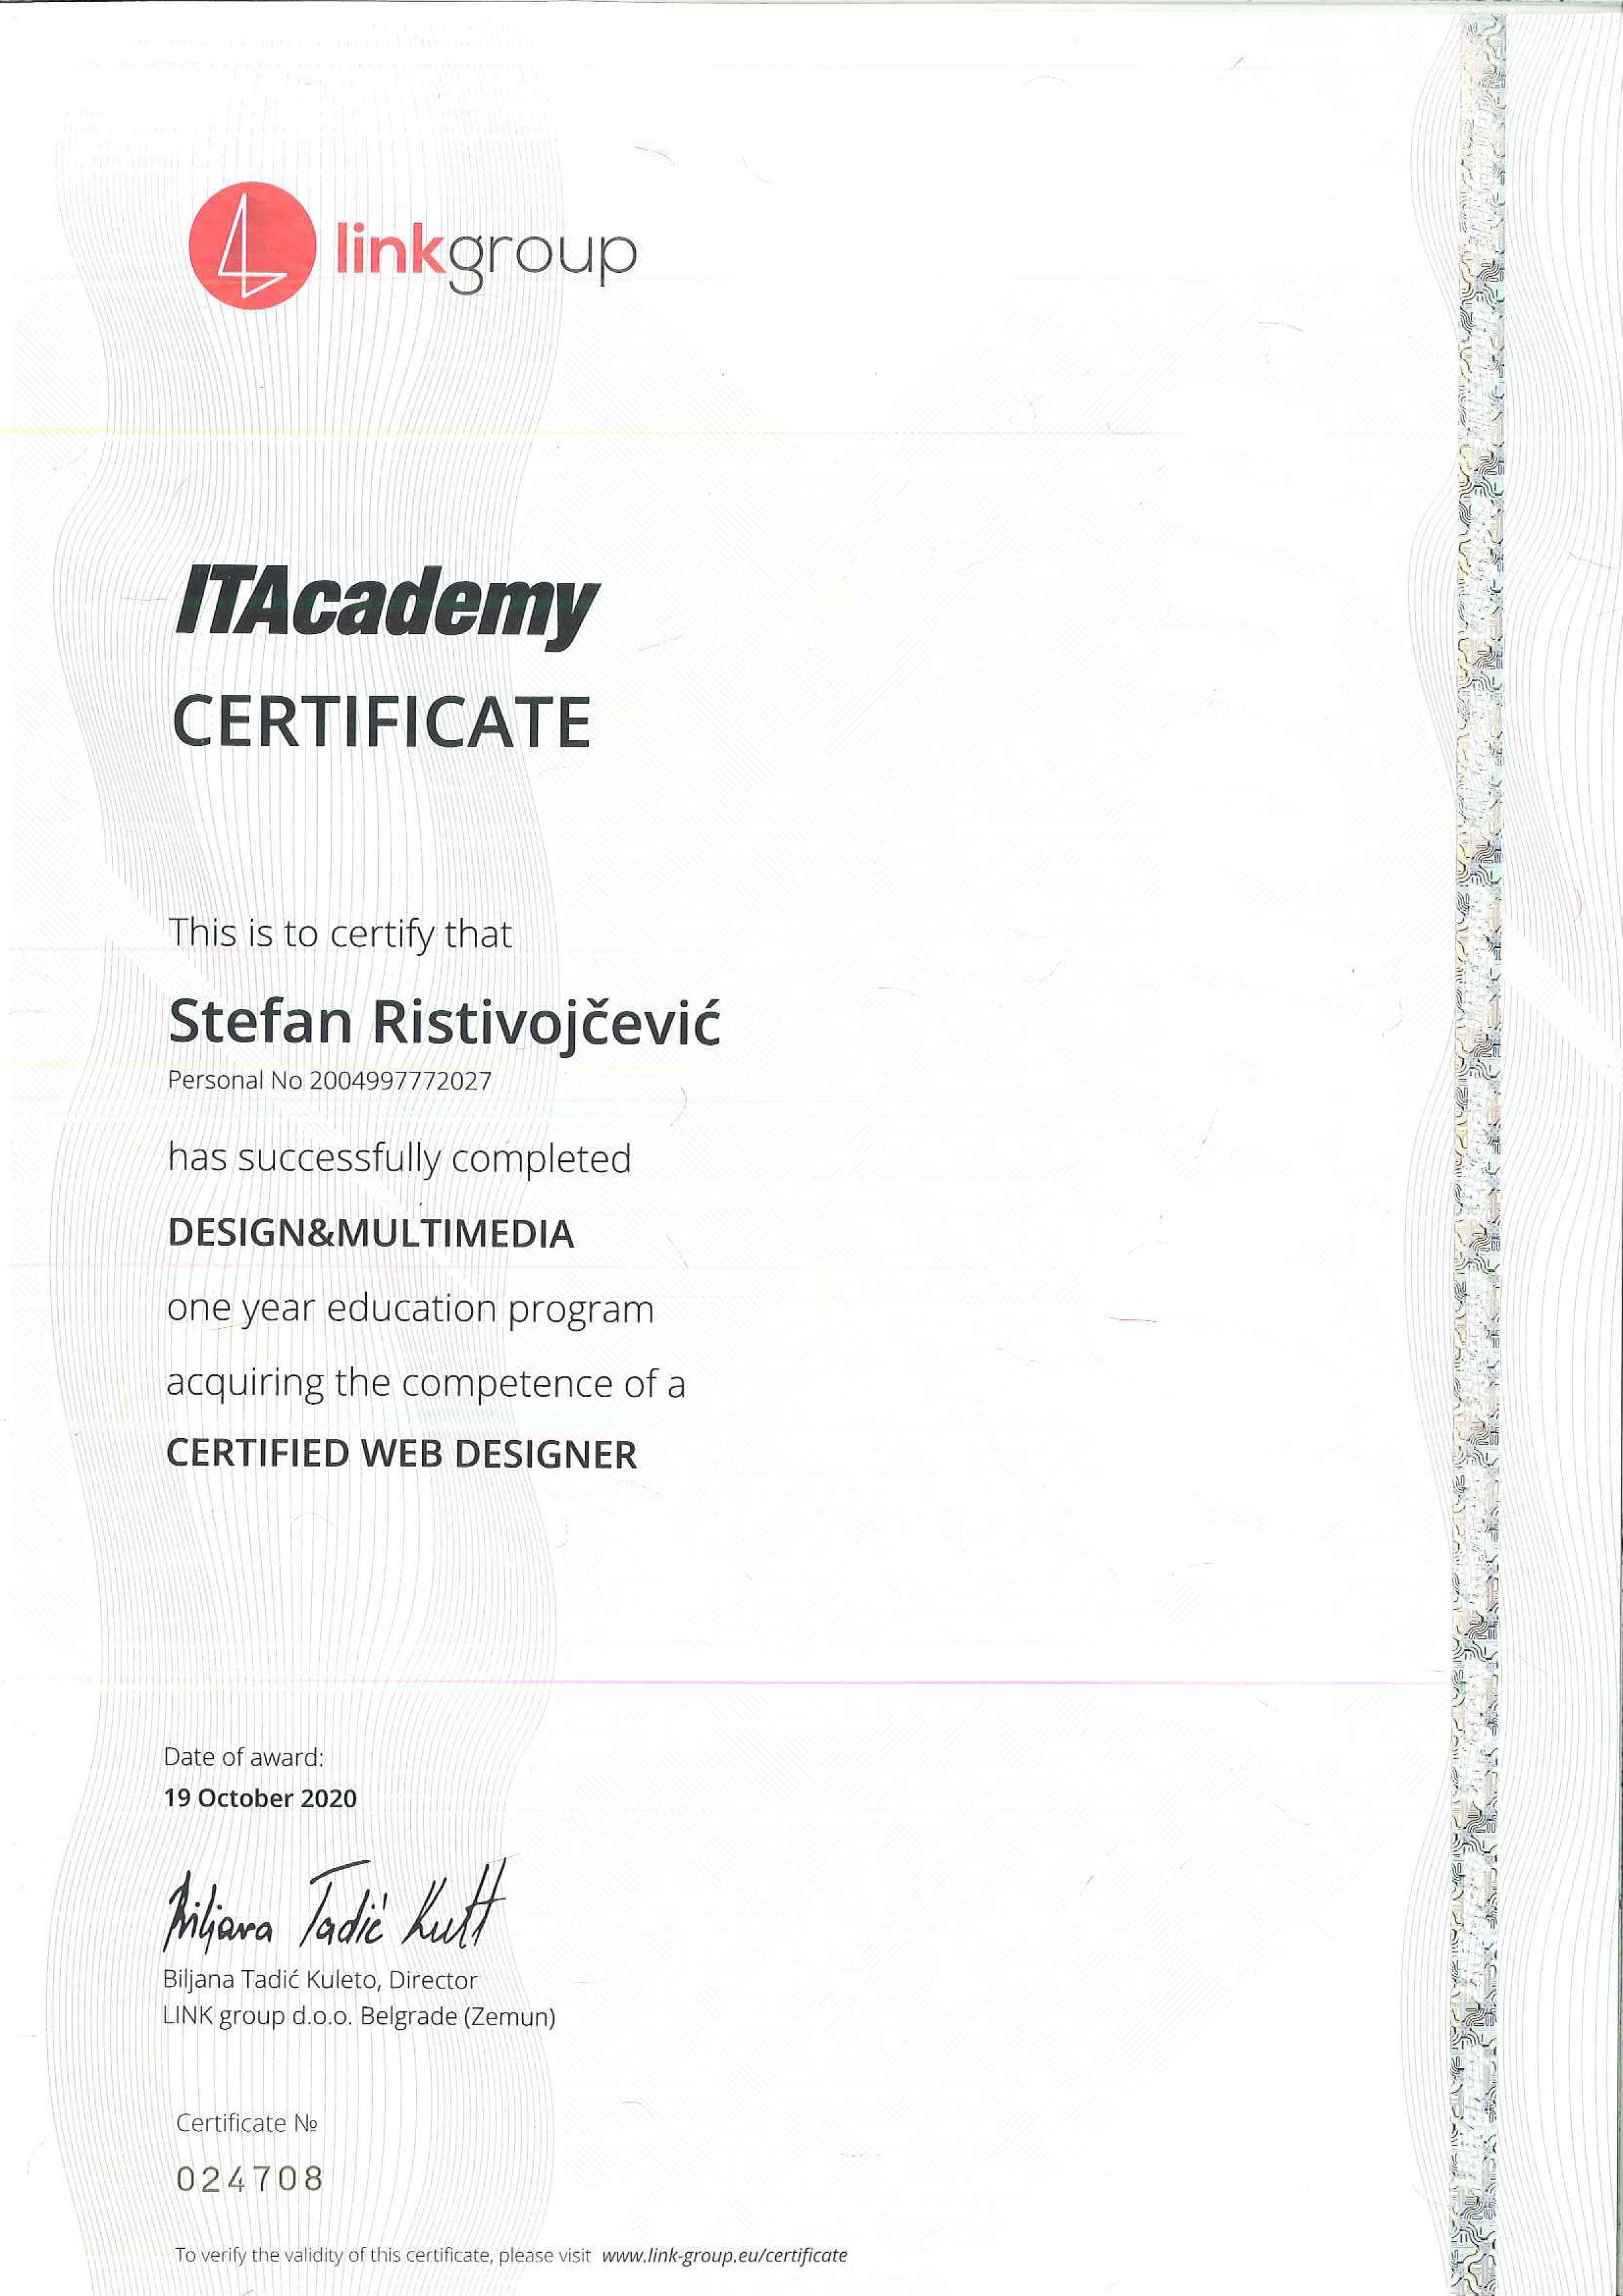 linkgroup
ITAcademy
CERTIFICATE
This is to certify that
Stefan Ristivojčević
Personal No 2004997772027
has successfully completed
DESIGN&MULTIMEDIA
one year education program
acquiring the competence of a
CERTIFIED WEB DESIGNER
Date of award:
19 October 2020
Biljana Tadić Kuleto, Director
LINK group d.o.o. Belgrade (Zemun)
Certificate №
024708
To verify the validity of this certificate, please visit www.link-group.eu/certificate